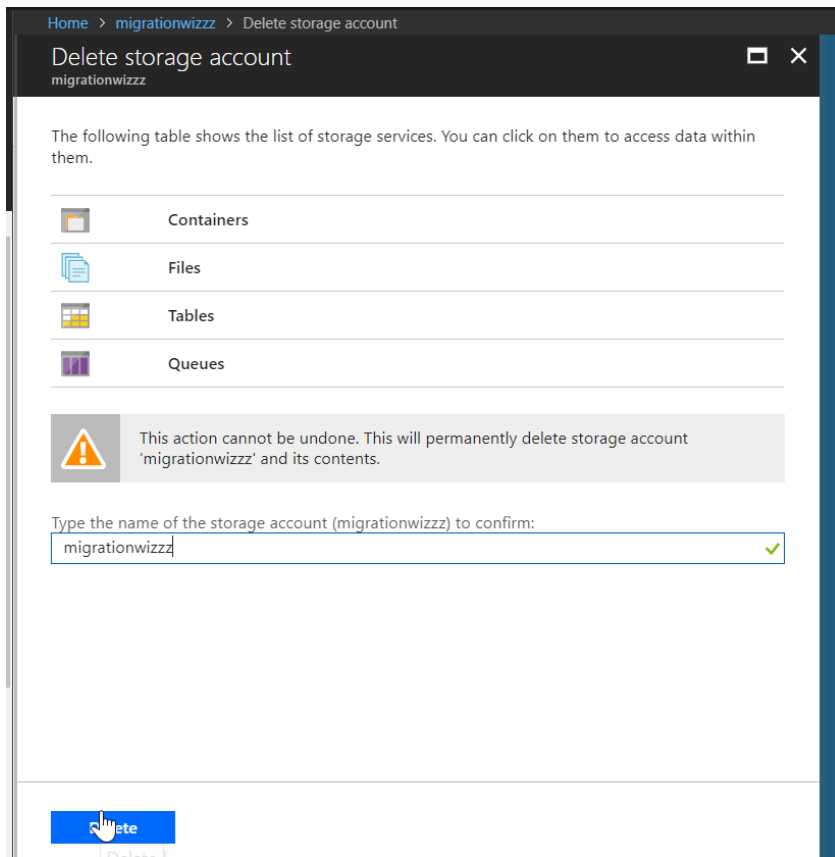 Home > migrationwizzz > Delete storage account
Delete storage account
migrationwizzz
The following table shows the list of storage services. You can click on them to access data within
them.
Containers
Files
Tables
Queues
This action cannot be undone. This will permanently delete storage account
'migrationwizzz' and its contents.
Type the name of the storage account (migrationwizzz) to confirm:
migrationwizzz
Delete
Delete